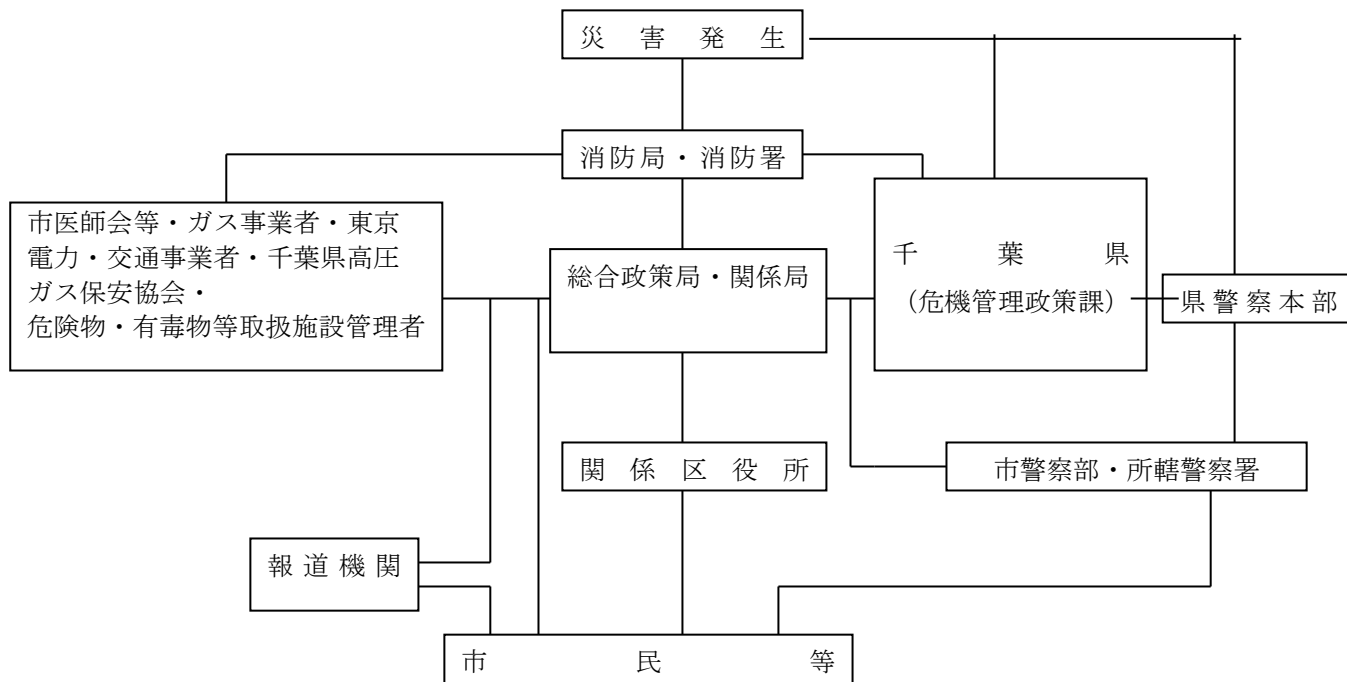 災害発生
消防局・消防署
市医師会等・ガス事業者・東京
電力・交通事業者・千葉県高圧
ガス保安協会・
危険物・有毒物等取扱施設管理者
総合政策局・関係局
千葉県
（危機管理政策課）
県警察本部
関係区役所
市警察部・所轄警察署
報道機関
市民等